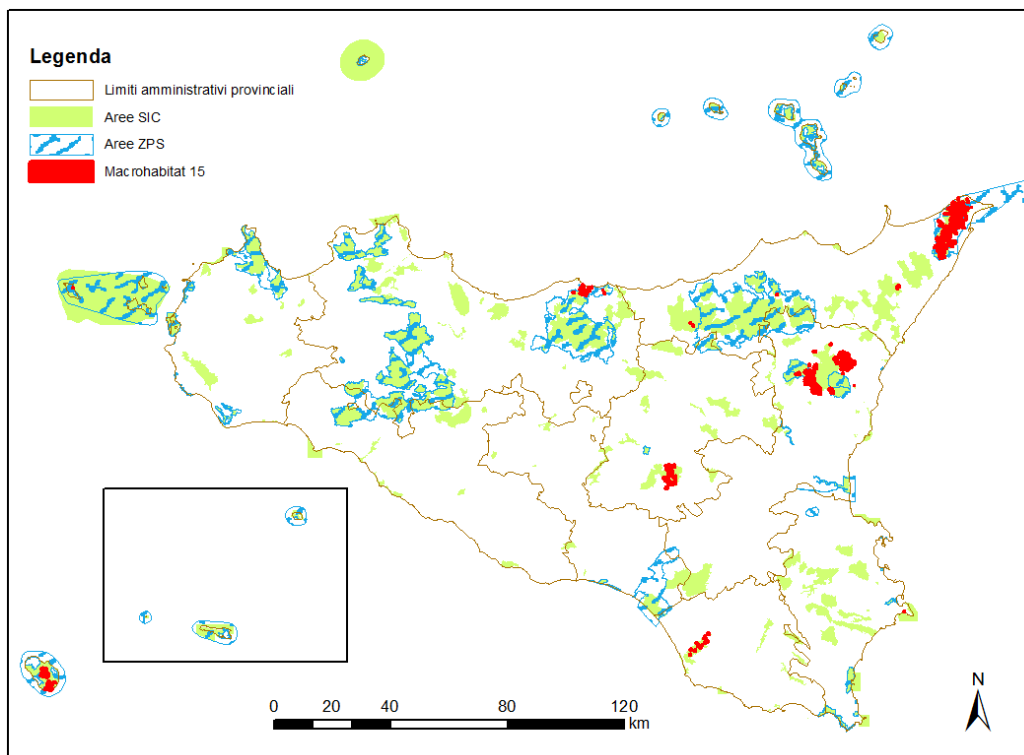 Legenda
Limiti amministrativi provinciali
Aree SIC
Aree ZPS
Macrohabitat 15
N
0 20 40 80 120
km